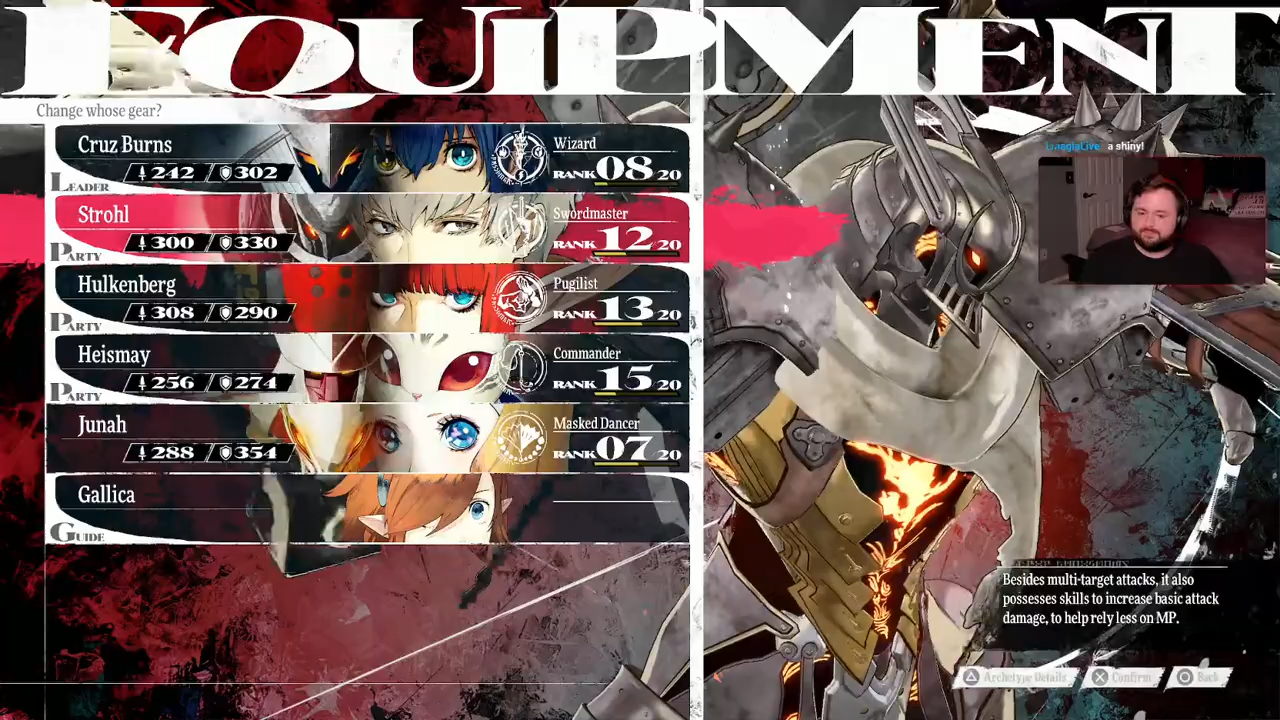 EQUIPMENT
Change whose gear?
Cruz Burns
242 302
LEADER
Wizard
RANK 08/20
Strohl
300 330
PARTY
Swordmaster
RANK 12/20
Hulkenberg
308 290
PARTY
Pugilist
RANK 13/20
Heismay
256 274
PARTY
Commander
RANK 15/20
Junah
288 354
Masked Dancer
RANK 07/20
Gallica
GUIDE
a shiny!
Besides multi-target attacks, it also
possesses skills to increase basic attack
damage, to help rely less on MP.
Archetype Details Confirm Back